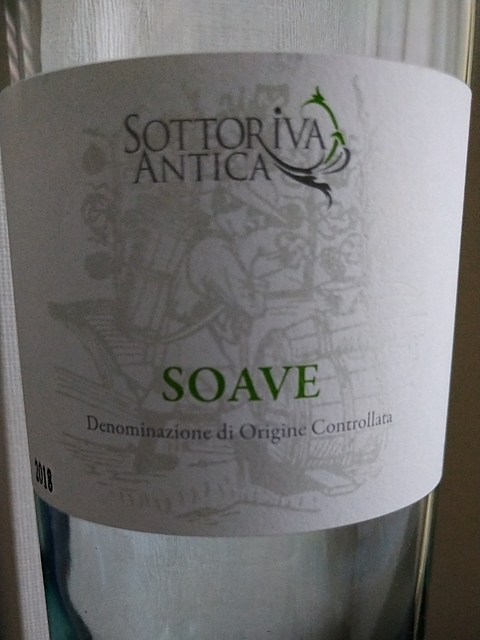 SOTTORIVA
ANTICA
SOAVE
Denominazione di Origine Controllata
2018